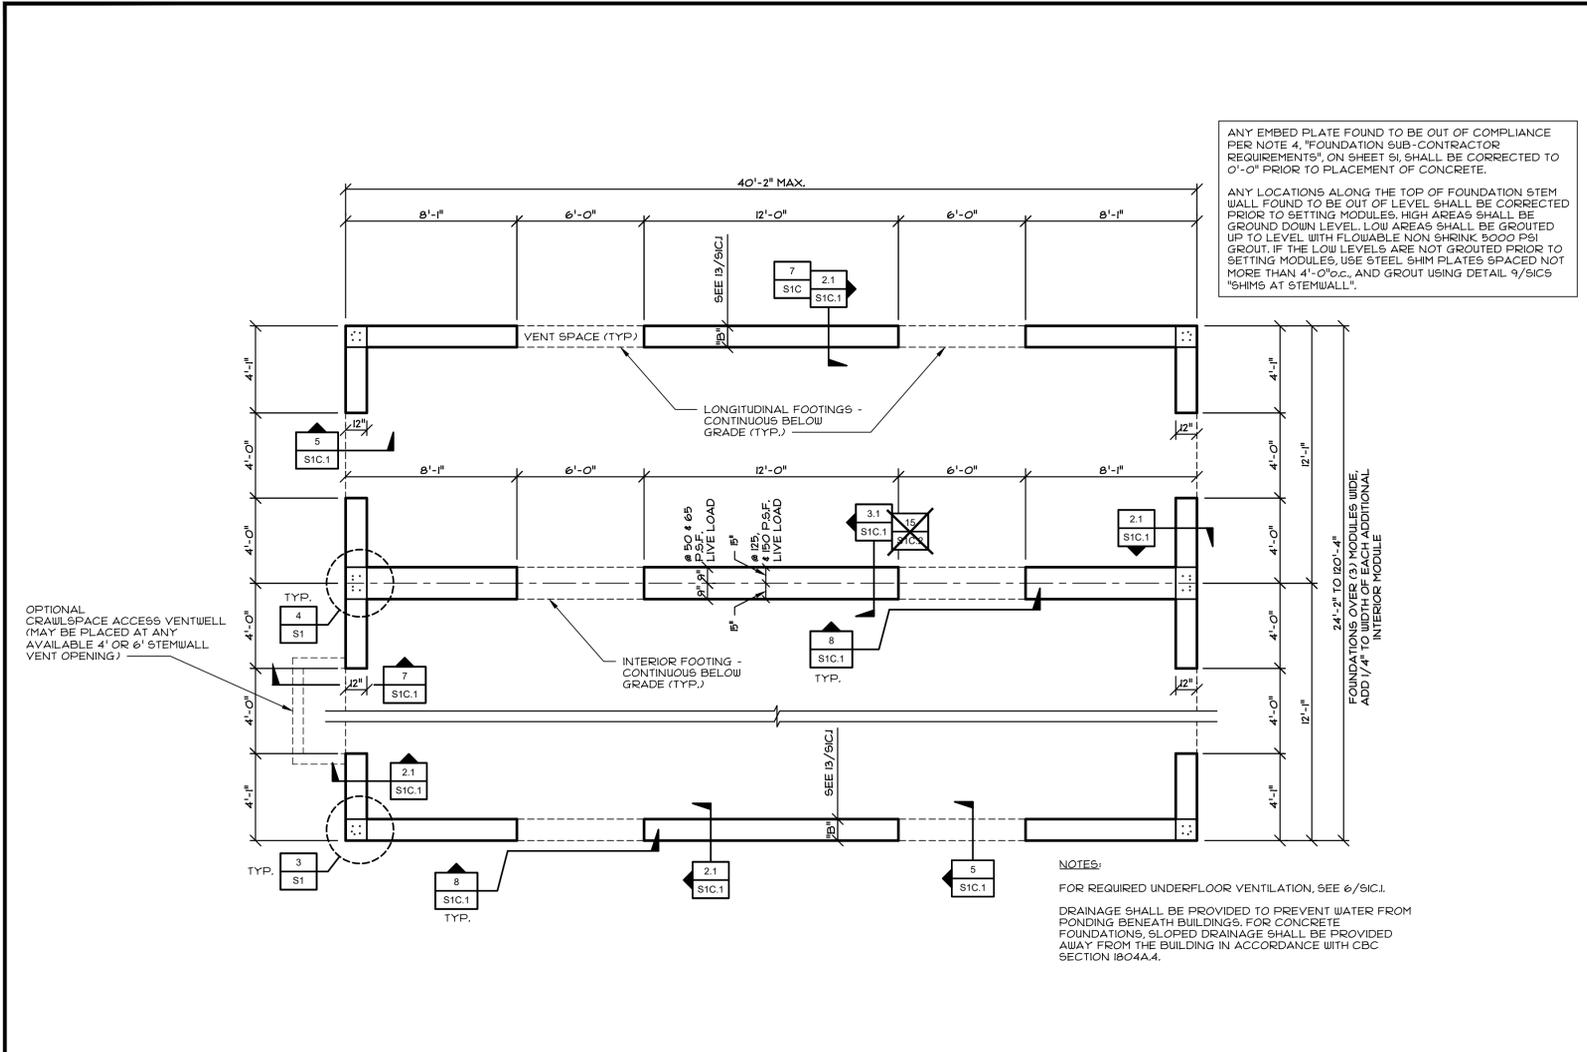 ANY EMBED PLATE FOUND TO BE OUT OF COMPLIANCE
PER NOTE 4, "FOUNDATION SUB-CONTRACTOR
REQUIREMENTS", ON SHEET S1, SHALL BE CORRECTED TO
0'-0" PRIOR TO PLACEMENT OF CONCRETE.
ANY LOCATIONS ALONG THE TOP OF FOUNDATION STEM
WALL FOUND TO BE OUT OF LEVEL SHALL BE CORRECTED
PRIOR TO SETTING MODULES. HIGH AREAS SHALL BE
GROUND DOWN LEVEL. LOW AREAS SHALL BE GROUTED
UP TO LEVEL WITH FLOWABLE NON SHRINK 5000 PSI
GROUT. IF THE LOW LEVELS ARE NOT GROUTED PRIOR TO
SETTING MODULES, USE STEEL SHIM PLATES SPACED NOT
MORE THAN 4'-0"o.c., AND GROUT USING DETAIL 9/S1CS
"SHIMS AT STEMWALL".
40'-2" MAX.
8'-1"
6'-0"
12'-0"
6'-0"
8'-1"
SEE 13/S1C.1
7
S1C
2.1
S1C.1
VENT SPACE (TYP)
"B"
4'-1"
4'-1"
LONGITUDINAL FOOTINGS -
CONTINUOUS BELOW
GRADE (TYP.)
12"
12"
5
S1C.1
4'-0"
4'-0"
12'-1"
8'-1"
6'-0"
12'-0"
6'-0"
8'-1"
@ 50 & 65
P.S.F.
LIVE LOAD
15"
@ 125,
& 150 P.S.F.
LIVE LOAD
3.1
S1C.1
15
S1C.2
2.1
S1C.1
4'-0"
4'-0"
9"
9"
15"
24'-2" TO 120'-4"
FOUNDATIONS OVER (3) MODULES WIDE,
ADD 1/4" TO WIDTH OF EACH ADDITIONAL
INTERIOR MODULE
TYP.
4
S1
OPTIONAL
CRAWLSPACE ACCESS VENTWELL
(MAY BE PLACED AT ANY
AVAILABLE 4' OR 6' STEMWALL
VENT OPENING)
4'-0"
4'-0"
8
S1C.1
TYP.
INTERIOR FOOTING -
CONTINUOUS BELOW
GRADE (TYP.)
7
S1C.1
12"
12"
4'-0"
4'-0"
12'-1"
SEE 13/S1C.1
2.1
S1C.1
4'-1"
4'-1"
"B"
TYP.
3
S1
8
S1C.1
TYP.
2.1
S1C.1
5
S1C.1
NOTES:
FOR REQUIRED UNDERFLOOR VENTILATION, SEE 6/S1C.1.
DRAINAGE SHALL BE PROVIDED TO PREVENT WATER FROM
PONDING BENEATH BUILDINGS. FOR CONCRETE
FOUNDATIONS, SLOPED DRAINAGE SHALL BE PROVIDED
AWAY FROM THE BUILDING IN ACCORDANCE WITH CBC
SECTION 1804A.4.